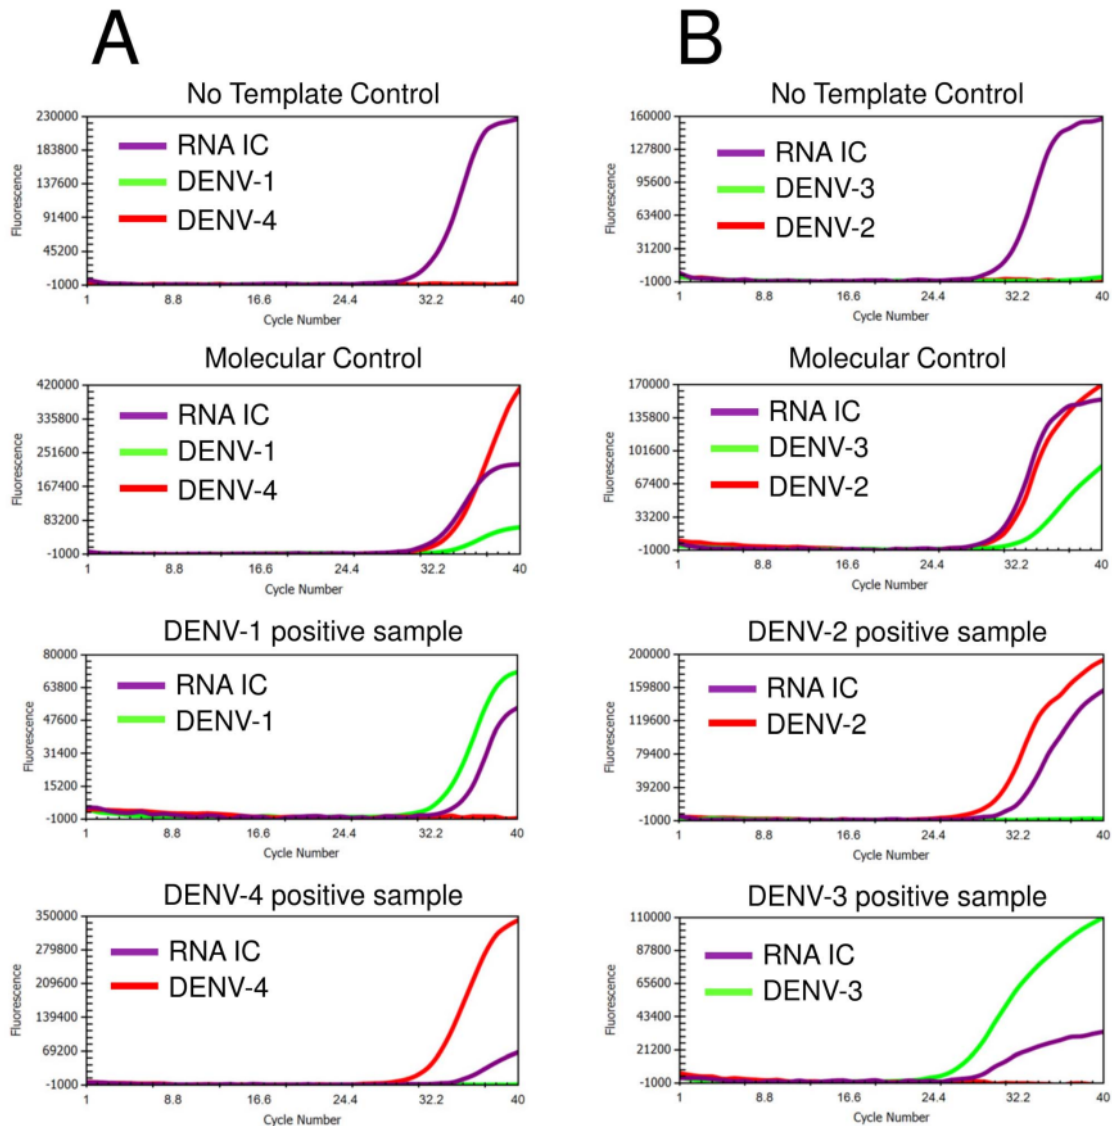 A
No Template Control
230000
183800
137600
91400
45200
-1000
Fluorescence
RNA IC
DENV-1
DENV-4
1 8.8 16.6 24.4 32.2 40
Cycle Number
Molecular Control
420000
335800
251600
167400
83200
-1000
Fluorescence
RNA IC
DENV-1
DENV-4
1 8.8 16.6 24.4 32.2 40
Cycle Number
DENV-1 positive sample
80000
63800
47600
31400
15200
-1000
Fluorescence
RNA IC
DENV-1
1 8.8 16.6 24.4 32.2 40
Cycle Number
DENV-4 positive sample
350000
279800
209600
139400
69200
-1000
Fluorescence
RNA IC
DENV-4
1 8.8 16.6 24.4 32.2 40
Cycle Number
B
No Template Control
160000
127800
95600
63400
31200
-1000
Fluorescence
RNA IC
DENV-3
DENV-2
1 8.8 16.6 24.4 32.2 40
Cycle Number
Molecular Control
170000
135800
101600
67400
33200
-1000
Fluorescence
RNA IC
DENV-3
DENV-2
1 8.8 16.6 24.4 32.2 40
Cycle Number
DENV-2 positive sample
200000
159800
119600
79400
39200
-1000
Fluorescence
RNA IC
DENV-2
1 8.8 16.6 24.4 32.2 40
Cycle Number
DENV-3 positive sample
110000
87800
65600
43400
21200
-1000
Fluorescence
RNA IC
DENV-3
1 8.8 16.6 24.4 32.2 40
Cycle Number